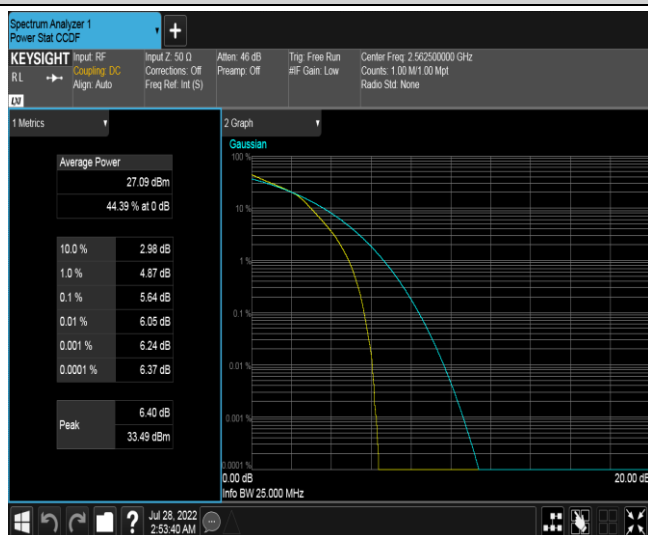 Spectrum Analyzer 1
Power Stat CCDF
+
KEYSIGHT
RL
LXI
Input: RF
Coupling: DC
Align: Auto
Input Z: 50 Ω
Corrections: Off
Freq Ref: Int (S)
Atten: 46 dB
Preamp: Off
Trig: Free Run
#IF Gain: Low
Center Freq: 2.562500000 GHz
Counts: 1.00 M/1.00 Mpt
Radio Std: None
1 Metrics
Average Power
27.09 dBm
44.39 % at 0 dB
10.0 % 2.98 dB
1.0 % 4.87 dB
0.1 % 5.64 dB
0.01 % 6.05 dB
0.001 % 6.24 dB
0.0001 % 6.37 dB
Peak
6.40 dB
33.49 dBm
2 Graph
Gaussian
100 %
10 %
1 %
0.1 %
0.01 %
0.001 %
0.0001 %
0.00 dB
20.00 dB
Info BW 25.000 MHz
?
Jul 28, 2022
2:53:40 AM